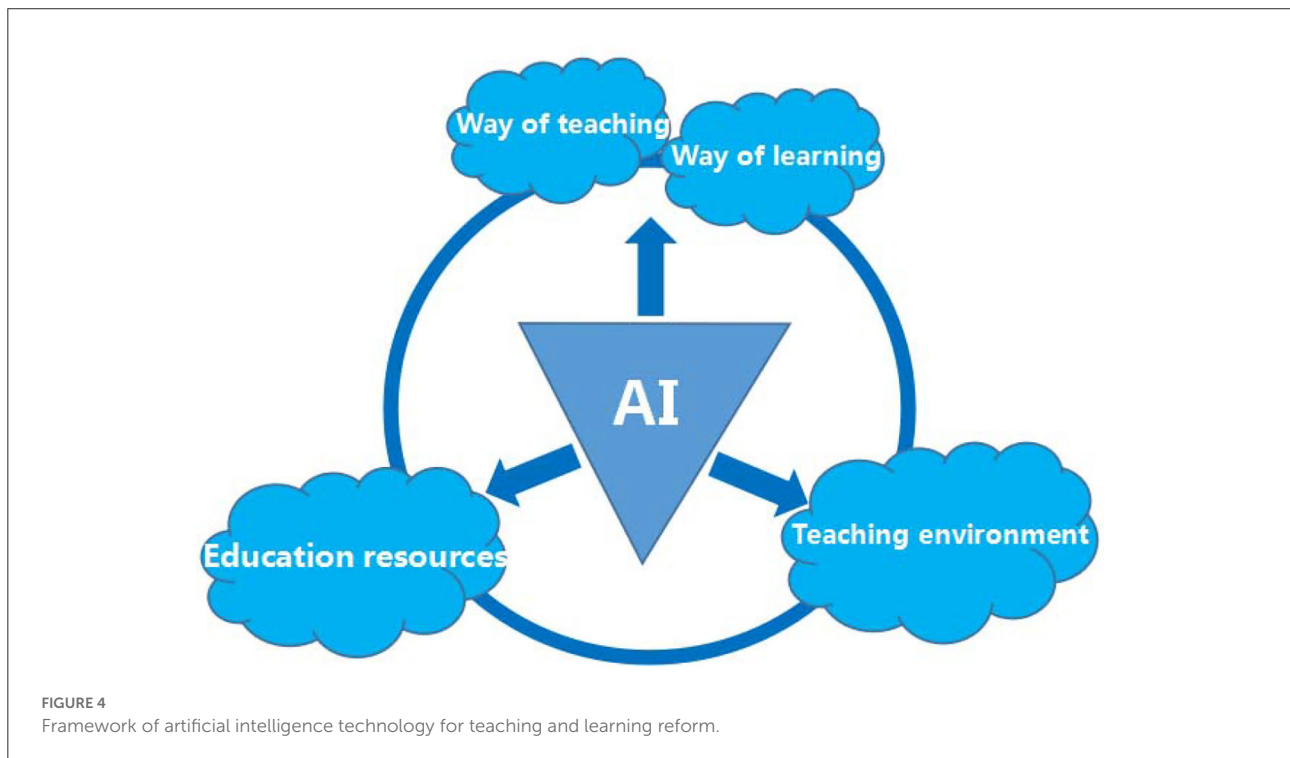 Way of teaching
Way of learning
AI
Education resources
Teaching environment
FIGURE 4
Framework of artificial intelligence technology for teaching and learning reform.